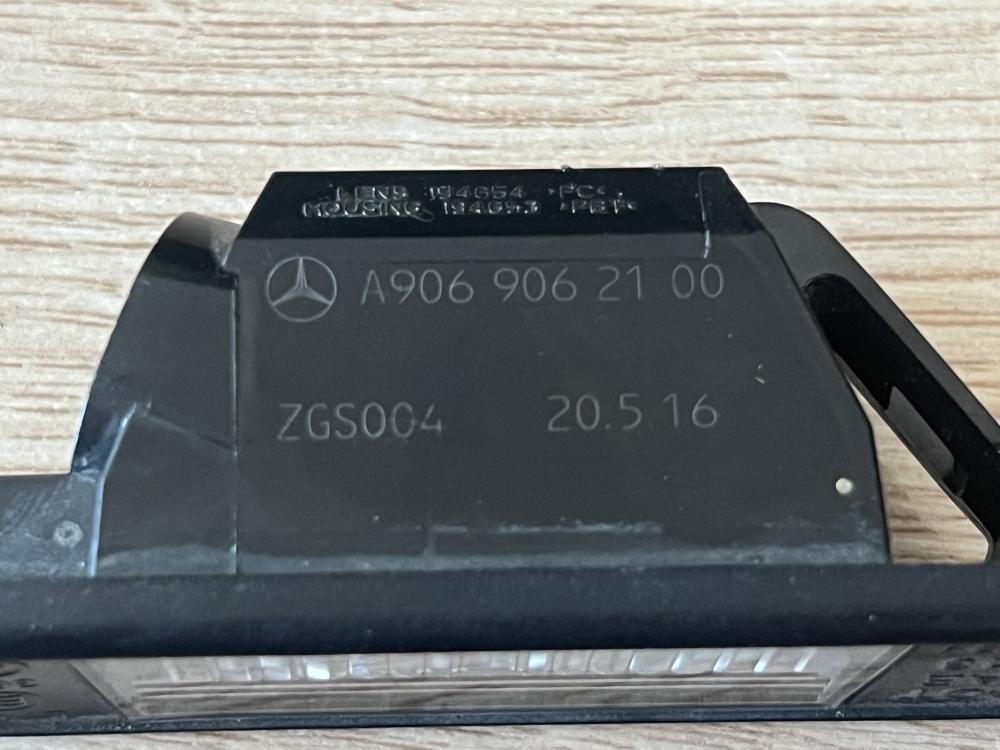 LENS 194654 >PC<
HOUSING 194653 >PBT<
A906 906 21 00
ZGS004 20.5.16